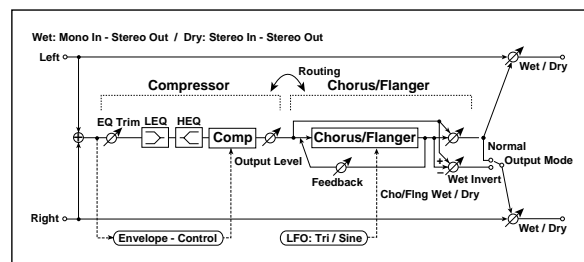 Wet: Mono In - Stereo Out / Dry: Stereo In - Stereo Out
Left
Wet / Dry
Routing
Compressor
Chorus/Flanger
EQ Trim
LEQ
HEQ
Comp
Chorus/Flanger
Normal
Output Level
Output Mode
+
−
Feedback
Wet Invert
Cho/Flng Wet / Dry
Right
Wet / Dry
Envelope - Control
LFO: Tri / Sine